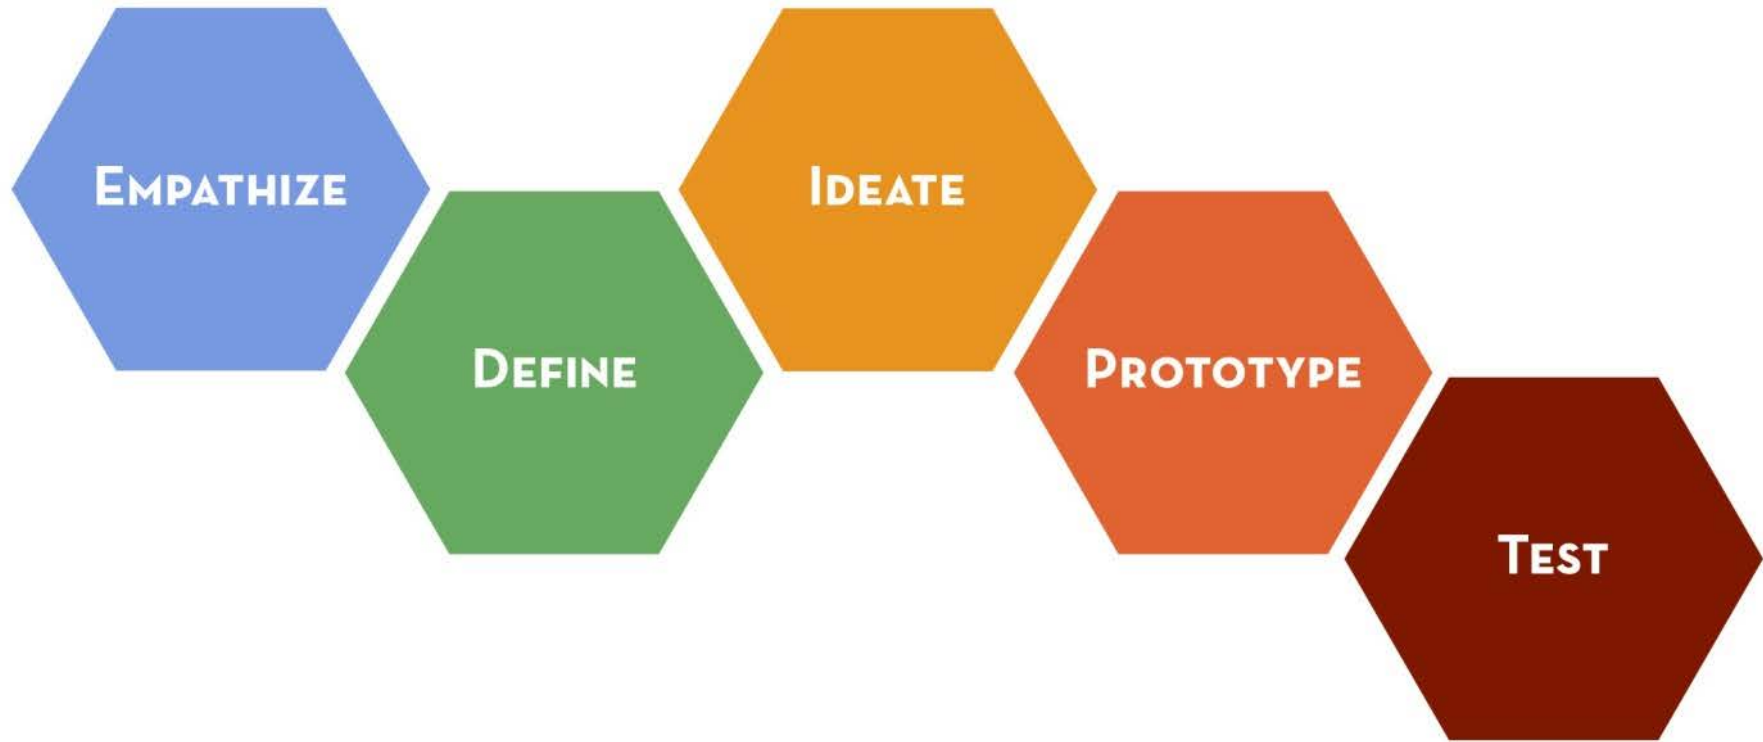 EMPATHIZE
DEFINE
IDEATE
PROTOTYPE
TEST